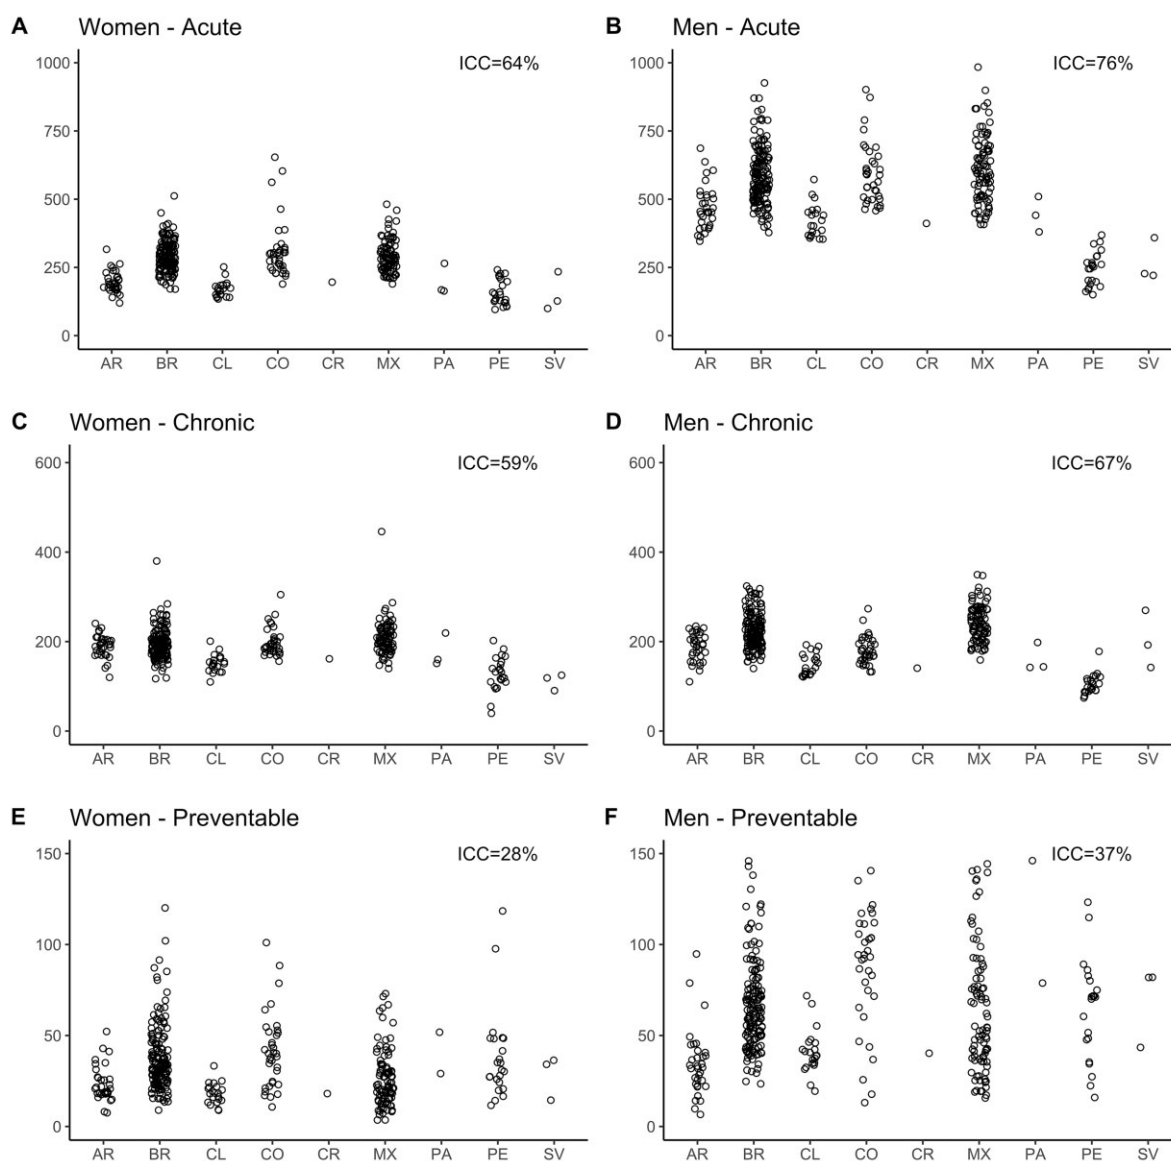 A Women - Acute
ICC=64%
1000
750
500
250
0
AR BR CL CO CR MX PA PE SV
B Men - Acute
ICC=76%
1000
750
500
250
0
AR BR CL CO CR MX PA PE SV
C Women - Chronic
ICC=59%
600
400
200
0
AR BR CL CO CR MX PA PE SV
D Men - Chronic
ICC=67%
600
400
200
0
AR BR CL CO CR MX PA PE SV
E Women - Preventable
ICC=28%
150
100
50
0
AR BR CL CO CR MX PA PE SV
F Men - Preventable
ICC=37%
150
100
50
0
AR BR CL CO CR MX PA PE SV